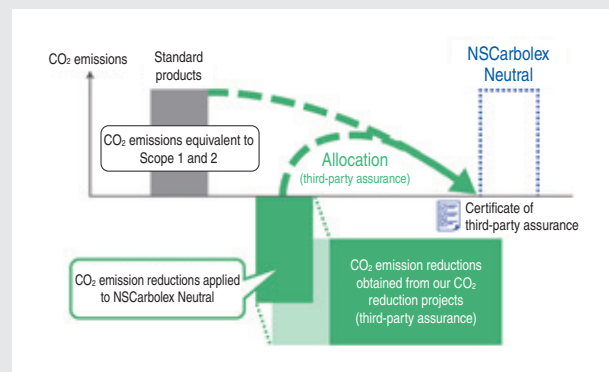 CO₂ emissions
Standard
products
NSCarbolex
Neutral
CO₂ emissions equivalent to
Scope 1 and 2
Allocation
(third-party assurance)
Certificate of
third-party assurance
CO₂ emission reductions applied
to NSCarbolex Neutral
CO₂ emission reductions
obtained from our CO₂
reduction projects
(third-party assurance)